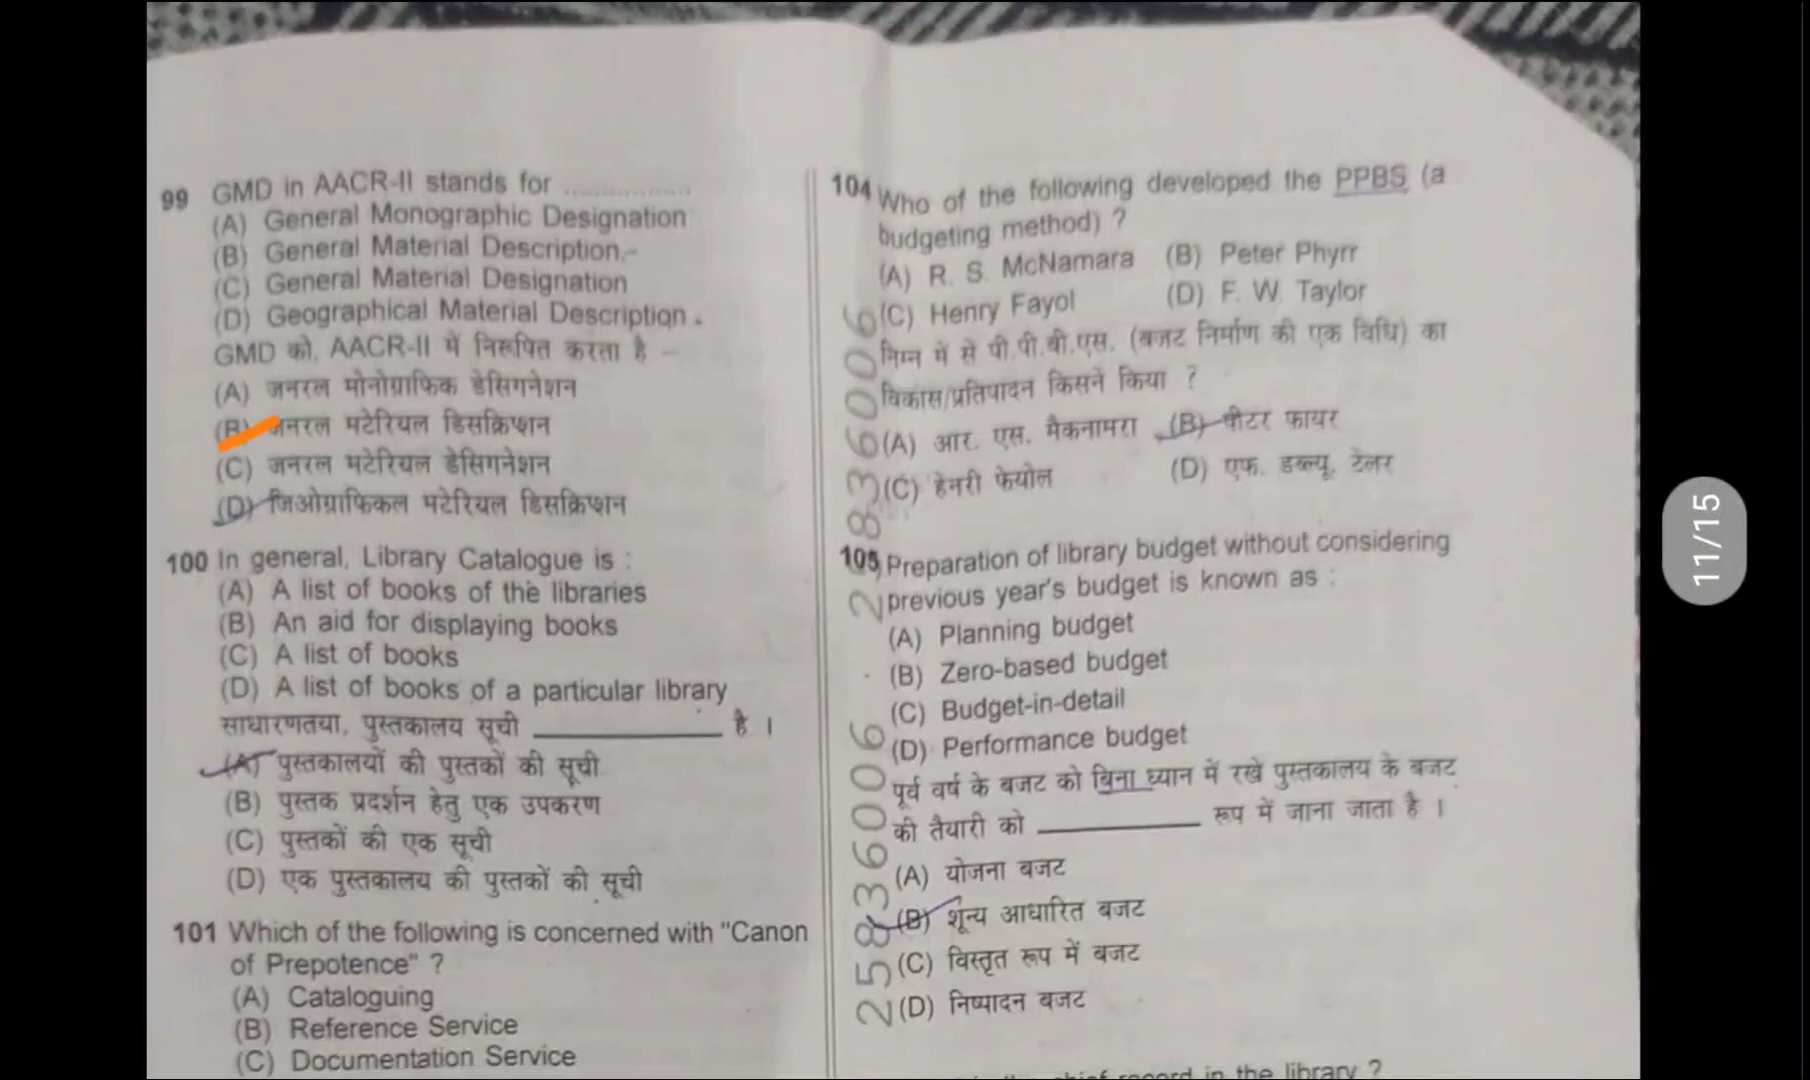 99 GMD in AACR-II stands for ................
(A) General Monographic Designation
(B) General Material Description.-
(C) General Material Designation
(D) Geographical Material Description .
GMD को, AACR-II में निरूपित करता है –
(A) जनरल मोनोग्राफिक डेसिगनेशन
(B) जनरल मटेरियल डिसक्रिप्शन
(C) जनरल मटेरियल डेसिगनेशन
(D) जिओग्राफिकल मटेरियल डिसक्रिप्शन
100 In general, Library Catalogue is :
(A) A list of books of the libraries
(B) An aid for displaying books
(C) A list of books
(D) A list of books of a particular library
साधारणतया, पुस्तकालय सूची ____________ है ।
(A) पुस्तकालयों की पुस्तकों की सूची
(B) पुस्तक प्रदर्शन हेतु एक उपकरण
(C) पुस्तकों की एक सूची
(D) एक पुस्तकालय की पुस्तकों की सूची
101 Which of the following is concerned with "Canon
of Prepotence" ?
(A) Cataloguing
(B) Reference Service
(C) Documentation Service
104 Who of the following developed the PPBS (a
budgeting method) ?
(A) R. S. McNamara (B) Peter Phyrr
(C) Henry Fayol (D) F. W. Taylor
निम्न में से पी.पी.बी.एस. (बजट निर्माण की एक विधि) का
विकास/प्रतिपादन किसने किया ?
(A) आर. एस. मैकनामरा (B) पीटर फायर
(C) हेनरी फेयोल (D) एफ. डब्ल्यू. टेलर
105 Preparation of library budget without considering
previous year's budget is known as :
(A) Planning budget
(B) Zero-based budget
(C) Budget-in-detail
(D) Performance budget
पूर्व वर्ष के बजट को बिना ध्यान में रखे पुस्तकालय के बजट
की तैयारी को __________ रूप में जाना जाता है ।
(A) योजना बजट
(B) शून्य आधारित बजट
(C) विस्तृत रूप में बजट
(D) निष्पादन बजट
record in the library ?
25836006
28360006
11/15